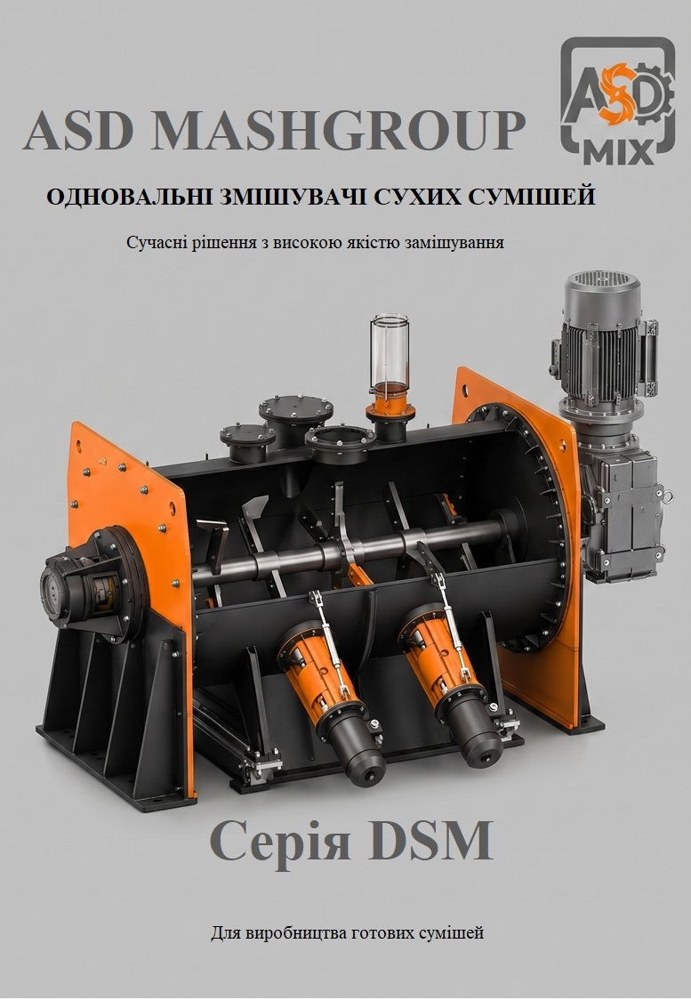 ASD
MIX
ASD MASHGROUP
ОДНОВАЛЬНІ ЗМІШУВАЧІ СУХИХ СУМІШЕЙ
Сучасні рішення з високою якістю замішування
Серія DSM
Для виробництва готових сумішей